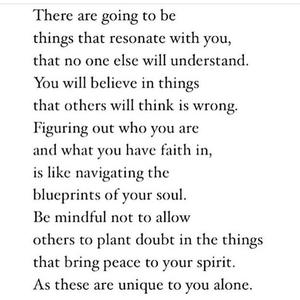 There are going to be
things that resonate with you,
that no one else will understand.
You will believe in things
that others will think is wrong.
Figuring out who you are
and what you have faith in,
is like navigating the
blueprints of your soul.
Be mindful not to allow
others to plant doubt in the things
that bring peace to your spirit.
As these are unique to you alone.